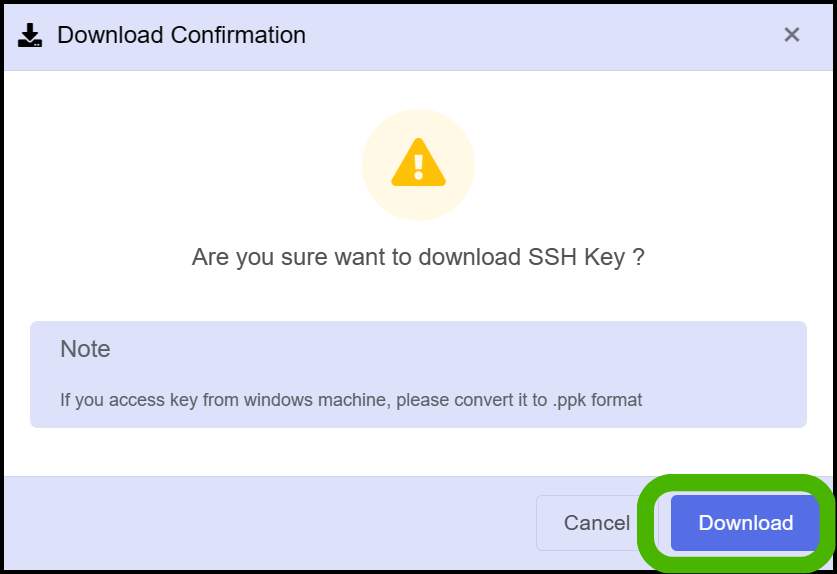 Download Confirmation
Are you sure want to download SSH Key ?
Note
If you access key from windows machine, please convert it to .ppk format
Cancel
Download